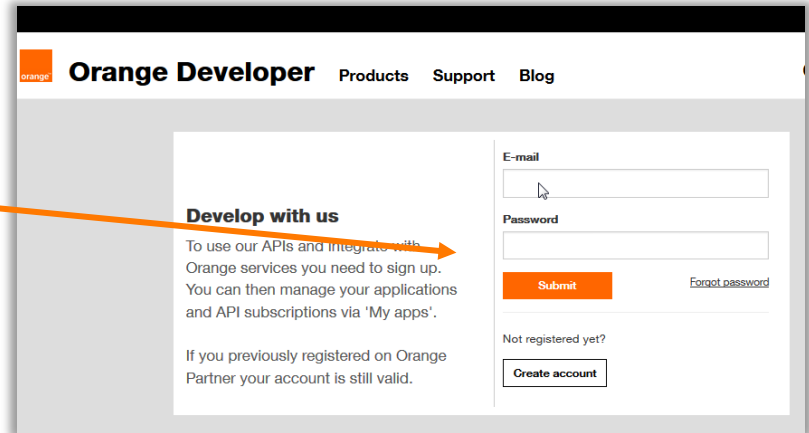 orange™
Orange Developer Products Support Blog
Develop with us
To use our APIs and integrate with
Orange services you need to sign up.
You can then manage your applications
and API subscriptions via 'My apps'.
If you previously registered on Orange
Partner your account is still valid.
E-mail
Password
Submit Forgot password
Not registered yet?
Create account